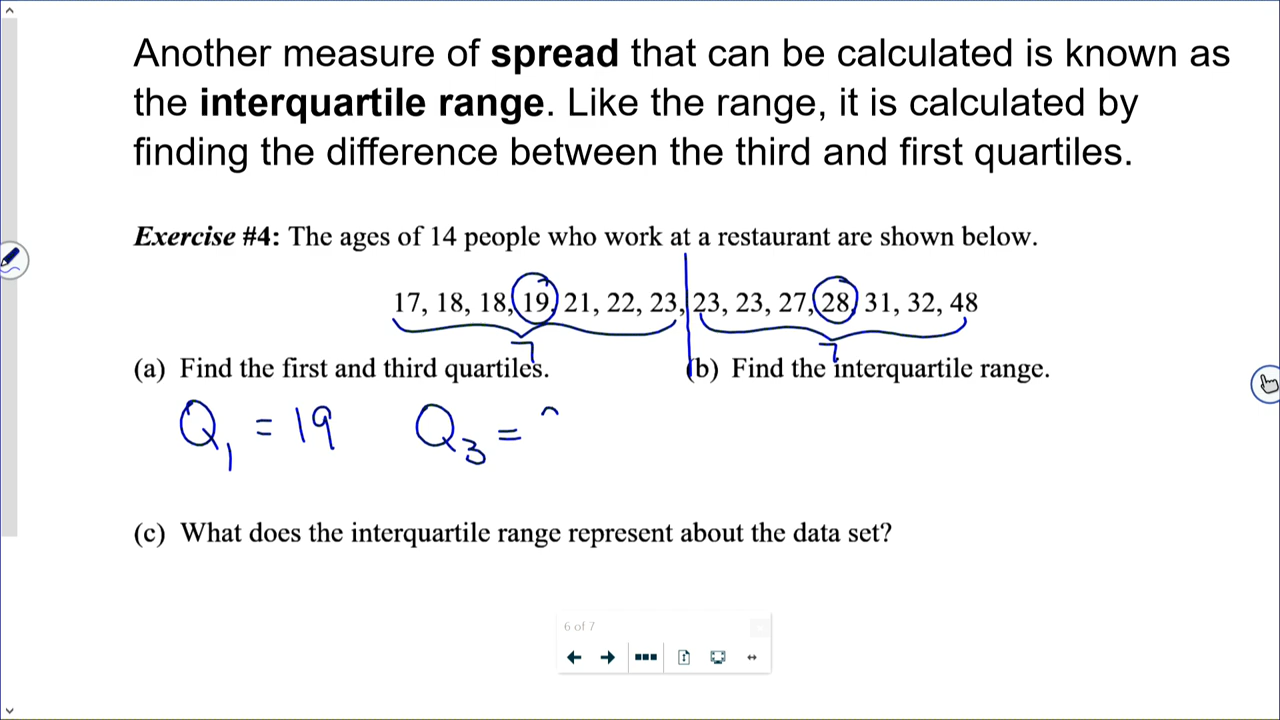 Another measure of spread that can be calculated is known as
the interquartile range. Like the range, it is calculated by
finding the difference between the third and first quartiles.
Exercise #4: The ages of 14 people who work at a restaurant are shown below.
17, 18, 18, 19, 21, 22, 23, 23, 23, 27, 28, 31, 32, 48
7 7
(a) Find the first and third quartiles. (b) Find the interquartile range.
Q1 = 19 Q3 =
(c) What does the interquartile range represent about the data set?
6 of 7